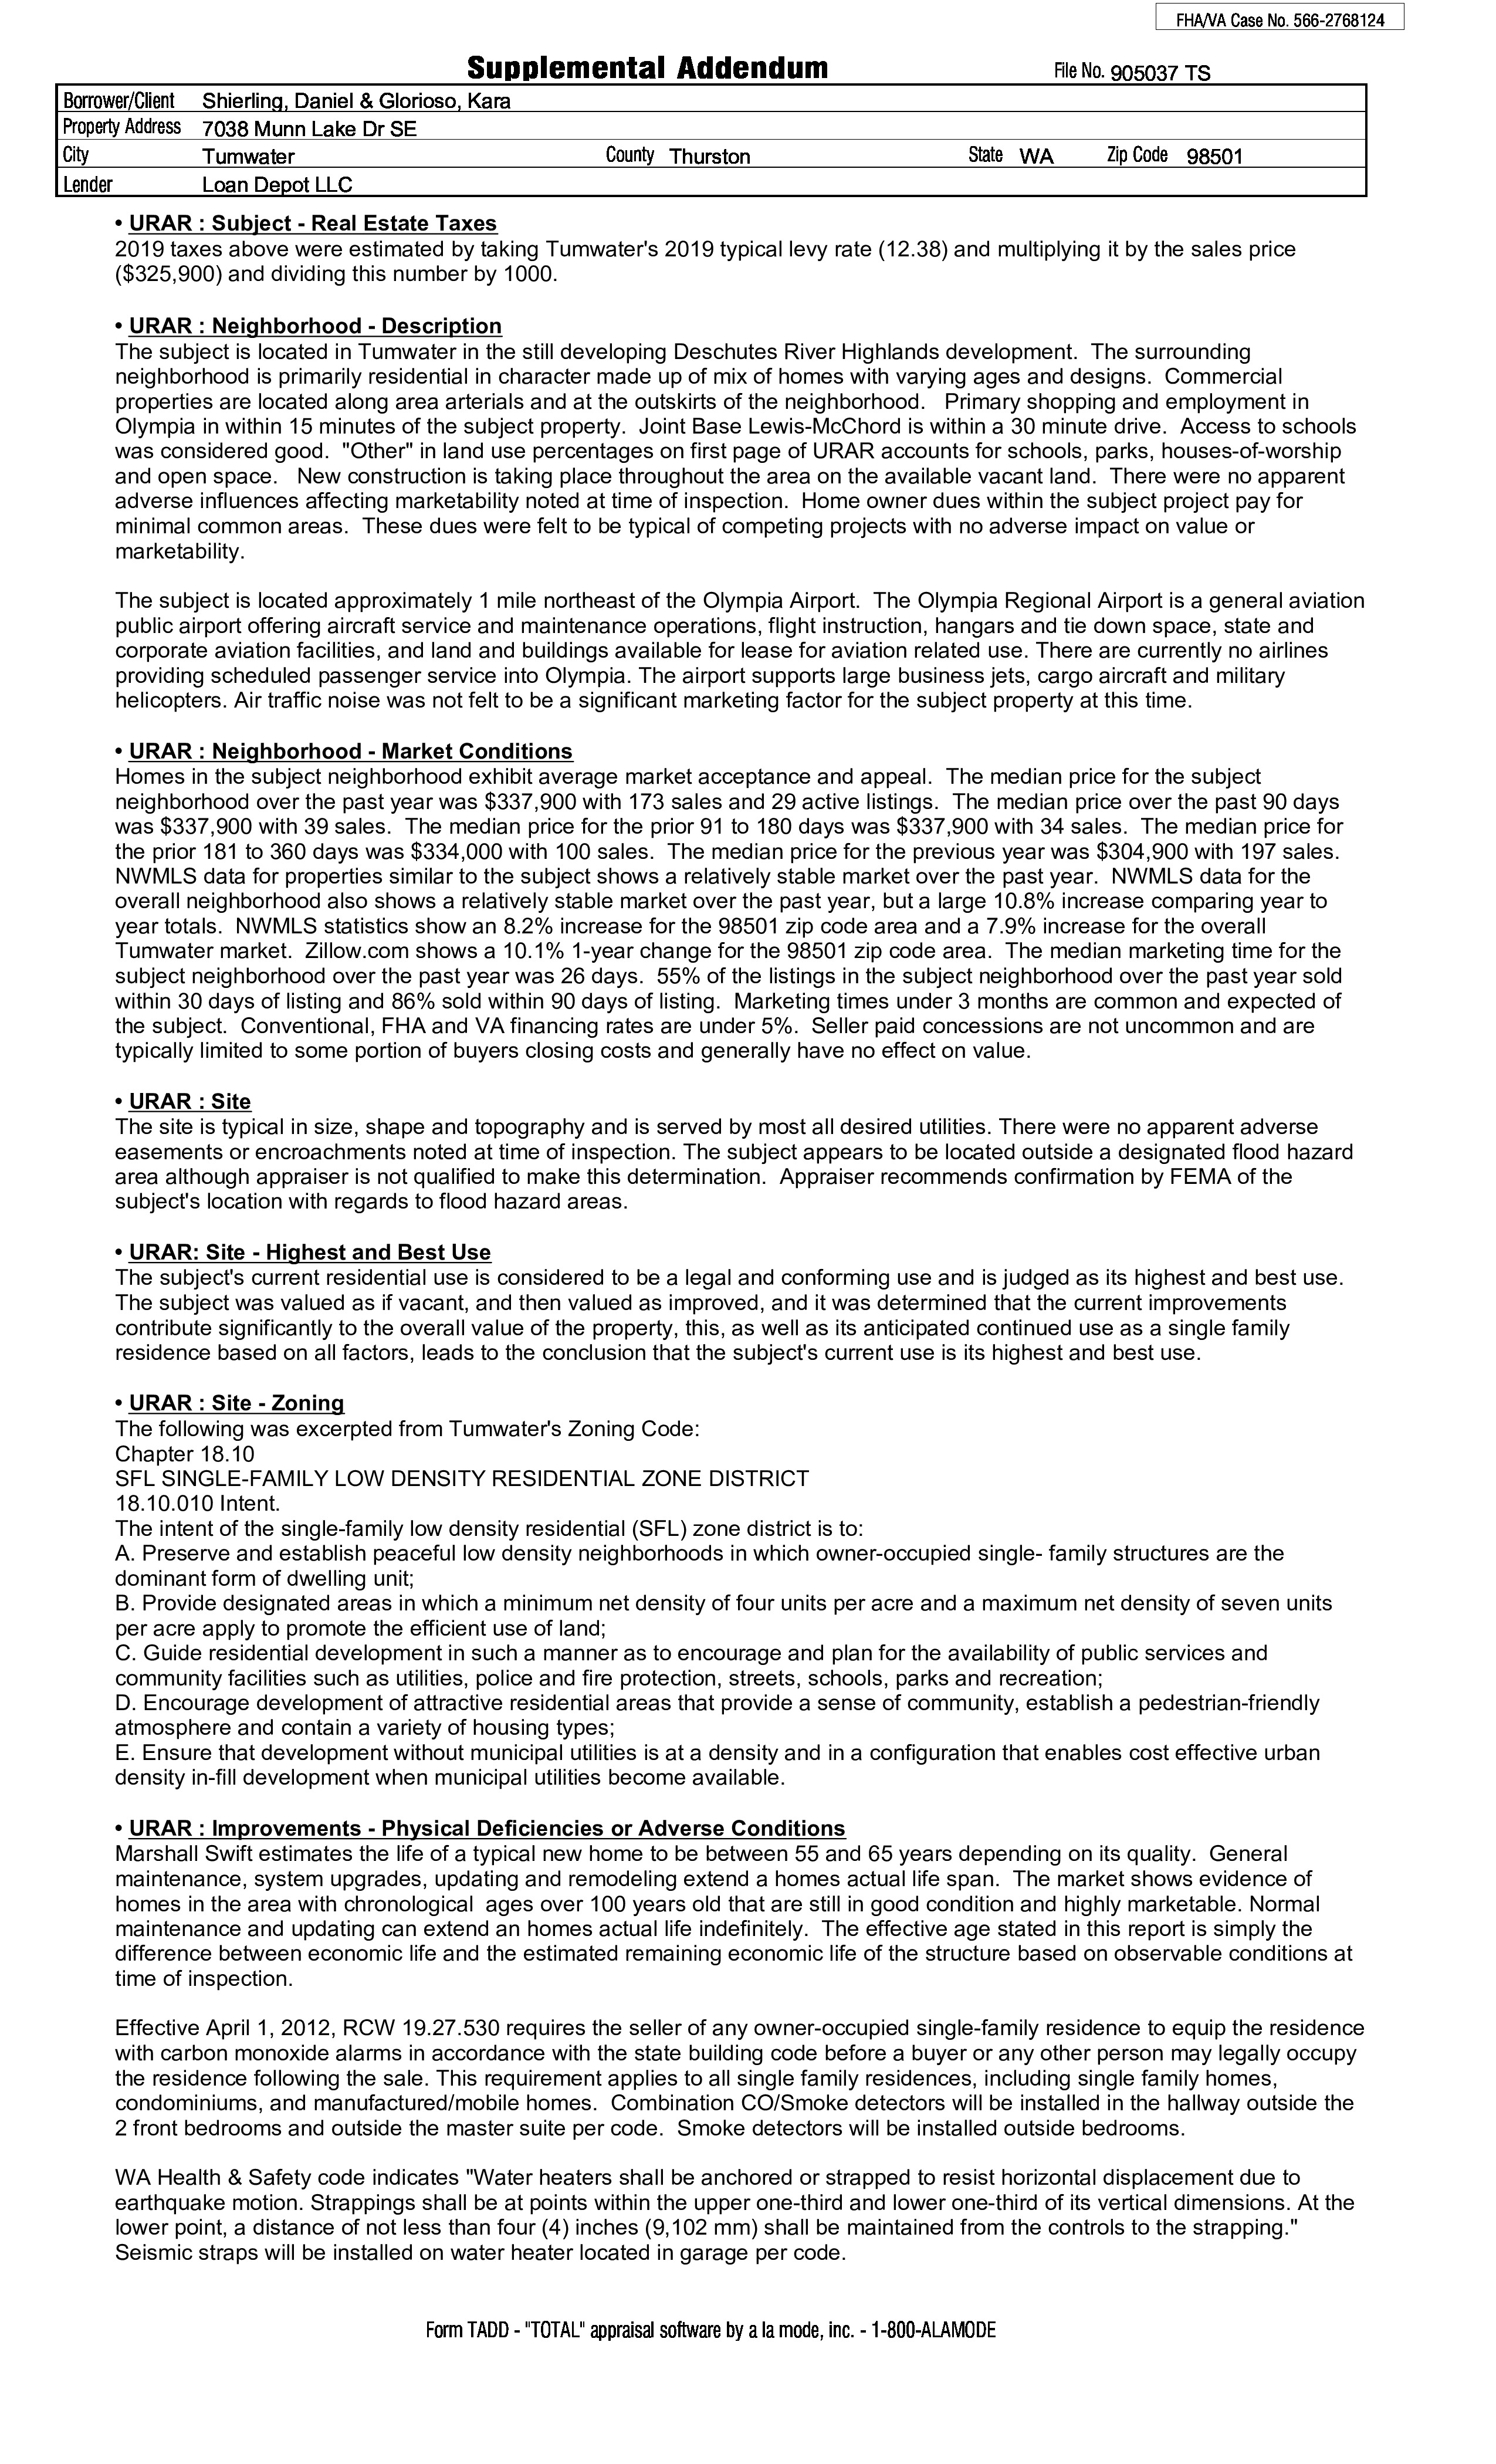 FHA/VA Case No. 566-2768124
Supplemental Addendum File No. 905037 TS
Borrower/Client Shierling, Daniel & Glorioso, Kara
Property Address 7038 Munn Lake Dr SE
City Tumwater County Thurston State WA Zip Code 98501
Lender Loan Depot LLC
• URAR : Subject - Real Estate Taxes
2019 taxes above were estimated by taking Tumwater's 2019 typical levy rate (12.38) and multiplying it by the sales price
($325,900) and dividing this number by 1000.
• URAR : Neighborhood - Description
The subject is located in Tumwater in the still developing Deschutes River Highlands development. The surrounding
neighborhood is primarily residential in character made up of mix of homes with varying ages and designs. Commercial
properties are located along area arterials and at the outskirts of the neighborhood. Primary shopping and employment in
Olympia in within 15 minutes of the subject property. Joint Base Lewis-McChord is within a 30 minute drive. Access to schools
was considered good. "Other" in land use percentages on first page of URAR accounts for schools, parks, houses-of-worship
and open space. New construction is taking place throughout the area on the available vacant land. There were no apparent
adverse influences affecting marketability noted at time of inspection. Home owner dues within the subject project pay for
minimal common areas. These dues were felt to be typical of competing projects with no adverse impact on value or
marketability.
The subject is located approximately 1 mile northeast of the Olympia Airport. The Olympia Regional Airport is a general aviation
public airport offering aircraft service and maintenance operations, flight instruction, hangars and tie down space, state and
corporate aviation facilities, and land and buildings available for lease for aviation related use. There are currently no airlines
providing scheduled passenger service into Olympia. The airport supports large business jets, cargo aircraft and military
helicopters. Air traffic noise was not felt to be a significant marketing factor for the subject property at this time.
• URAR : Neighborhood - Market Conditions
Homes in the subject neighborhood exhibit average market acceptance and appeal. The median price for the subject
neighborhood over the past year was $337,900 with 173 sales and 29 active listings. The median price over the past 90 days
was $337,900 with 39 sales. The median price for the prior 91 to 180 days was $337,900 with 34 sales. The median price for
the prior 181 to 360 days was $334,000 with 100 sales. The median price for the previous year was $304,900 with 197 sales.
NWMLS data for properties similar to the subject shows a relatively stable market over the past year. NWMLS data for the
overall neighborhood also shows a relatively stable market over the past year, but a large 10.8% increase comparing year to
year totals. NWMLS statistics show an 8.2% increase for the 98501 zip code area and a 7.9% increase for the overall
Tumwater market. Zillow.com shows a 10.1% 1-year change for the 98501 zip code area. The median marketing time for the
subject neighborhood over the past year was 26 days. 55% of the listings in the subject neighborhood over the past year sold
within 30 days of listing and 86% sold within 90 days of listing. Marketing times under 3 months are common and expected of
the subject. Conventional, FHA and VA financing rates are under 5%. Seller paid concessions are not uncommon and are
typically limited to some portion of buyers closing costs and generally have no effect on value.
• URAR : Site
The site is typical in size, shape and topography and is served by most all desired utilities. There were no apparent adverse
easements or encroachments noted at time of inspection. The subject appears to be located outside a designated flood hazard
area although appraiser is not qualified to make this determination. Appraiser recommends confirmation by FEMA of the
subject's location with regards to flood hazard areas.
• URAR: Site - Highest and Best Use
The subject's current residential use is considered to be a legal and conforming use and is judged as its highest and best use.
The subject was valued as if vacant, and then valued as improved, and it was determined that the current improvements
contribute significantly to the overall value of the property, this, as well as its anticipated continued use as a single family
residence based on all factors, leads to the conclusion that the subject's current use is its highest and best use.
• URAR : Site - Zoning
The following was excerpted from Tumwater's Zoning Code:
Chapter 18.10
SFL SINGLE-FAMILY LOW DENSITY RESIDENTIAL ZONE DISTRICT
18.10.010 Intent.
The intent of the single-family low density residential (SFL) zone district is to:
A. Preserve and establish peaceful low density neighborhoods in which owner-occupied single- family structures are the
dominant form of dwelling unit;
B. Provide designated areas in which a minimum net density of four units per acre and a maximum net density of seven units
per acre apply to promote the efficient use of land;
C. Guide residential development in such a manner as to encourage and plan for the availability of public services and
community facilities such as utilities, police and fire protection, streets, schools, parks and recreation;
D. Encourage development of attractive residential areas that provide a sense of community, establish a pedestrian-friendly
atmosphere and contain a variety of housing types;
E. Ensure that development without municipal utilities is at a density and in a configuration that enables cost effective urban
density in-fill development when municipal utilities become available.
• URAR : Improvements - Physical Deficiencies or Adverse Conditions
Marshall Swift estimates the life of a typical new home to be between 55 and 65 years depending on its quality. General
maintenance, system upgrades, updating and remodeling extend a homes actual life span. The market shows evidence of
homes in the area with chronological ages over 100 years old that are still in good condition and highly marketable. Normal
maintenance and updating can extend an homes actual life indefinitely. The effective age stated in this report is simply the
difference between economic life and the estimated remaining economic life of the structure based on observable conditions at
time of inspection.
Effective April 1, 2012, RCW 19.27.530 requires the seller of any owner-occupied single-family residence to equip the residence
with carbon monoxide alarms in accordance with the state building code before a buyer or any other person may legally occupy
the residence following the sale. This requirement applies to all single family residences, including single family homes,
condominiums, and manufactured/mobile homes. Combination CO/Smoke detectors will be installed in the hallway outside the
2 front bedrooms and outside the master suite per code. Smoke detectors will be installed outside bedrooms.
WA Health & Safety code indicates "Water heaters shall be anchored or strapped to resist horizontal displacement due to
earthquake motion. Strappings shall be at points within the upper one-third and lower one-third of its vertical dimensions. At the
lower point, a distance of not less than four (4) inches (9,102 mm) shall be maintained from the controls to the strapping."
Seismic straps will be installed on water heater located in garage per code.
Form TADD - "TOTAL" appraisal software by a la mode, inc. - 1-800-ALAMODE